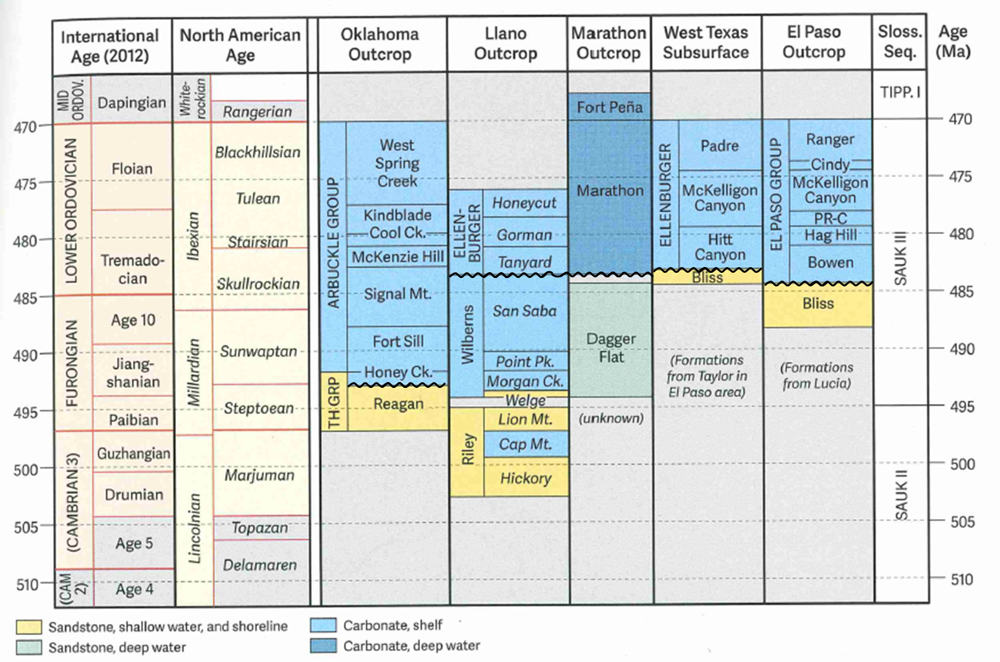 International
Age (2012)
North American
Age
Oklahoma
Outcrop
Llano
Outcrop
Marathon
Outcrop
West Texas
Subsurface
El Paso
Outcrop
Sloss.
Seq.
Age
(Ma)
MID
ORDOV.
Dapingian
White-
rockian
Rangerian
470
LOWER ORDOVICIAN
Floian
475
480
Tremado-
cian
485
FURONGIAN
Age 10
490
Jiang-
shanian
495
Paibian
(CAMBRIAN 3)
Guzhangian
500
Drumian
505
Age 5
(CAM
2)
Age 4
510
Ibexian
Blackhillsian
Tulean
Stairsian
Skullrockian
Millardian
Sunwaptan
Steptoean
Lincolnian
Marjuman
Topazan
Delamaren
ARBUCKLE GROUP
West
Spring
Creek
Kindblade
Cool Ck.
McKenzie Hill
Signal Mt.
Fort Sill
Honey Ck.
TH GRP
Reagan
ELLEN-
BURGER
Honeycut
Gorman
Tanyard
Wilberns
San Saba
Point Pk.
Morgan Ck.
Welge
Riley
Lion Mt.
Cap Mt.
Hickory
Fort Peña
Marathon
Dagger
Flat
(unknown)
ELLENBURGER
Padre
McKelligon
Canyon
Hitt
Canyon
Bliss
(Formations
from Taylor in
El Paso area)
EL PASO GROUP
Ranger
Cindy
McKelligon
Canyon
PR-C
Hag Hill
Bowen
Bliss
(Formations
from Lucia)
TIPP. I
SAUK III
SAUK II
470
475
480
485
490
495
500
505
510
Sandstone, shallow water, and shoreline
Sandstone, deep water
Carbonate, shelf
Carbonate, deep water